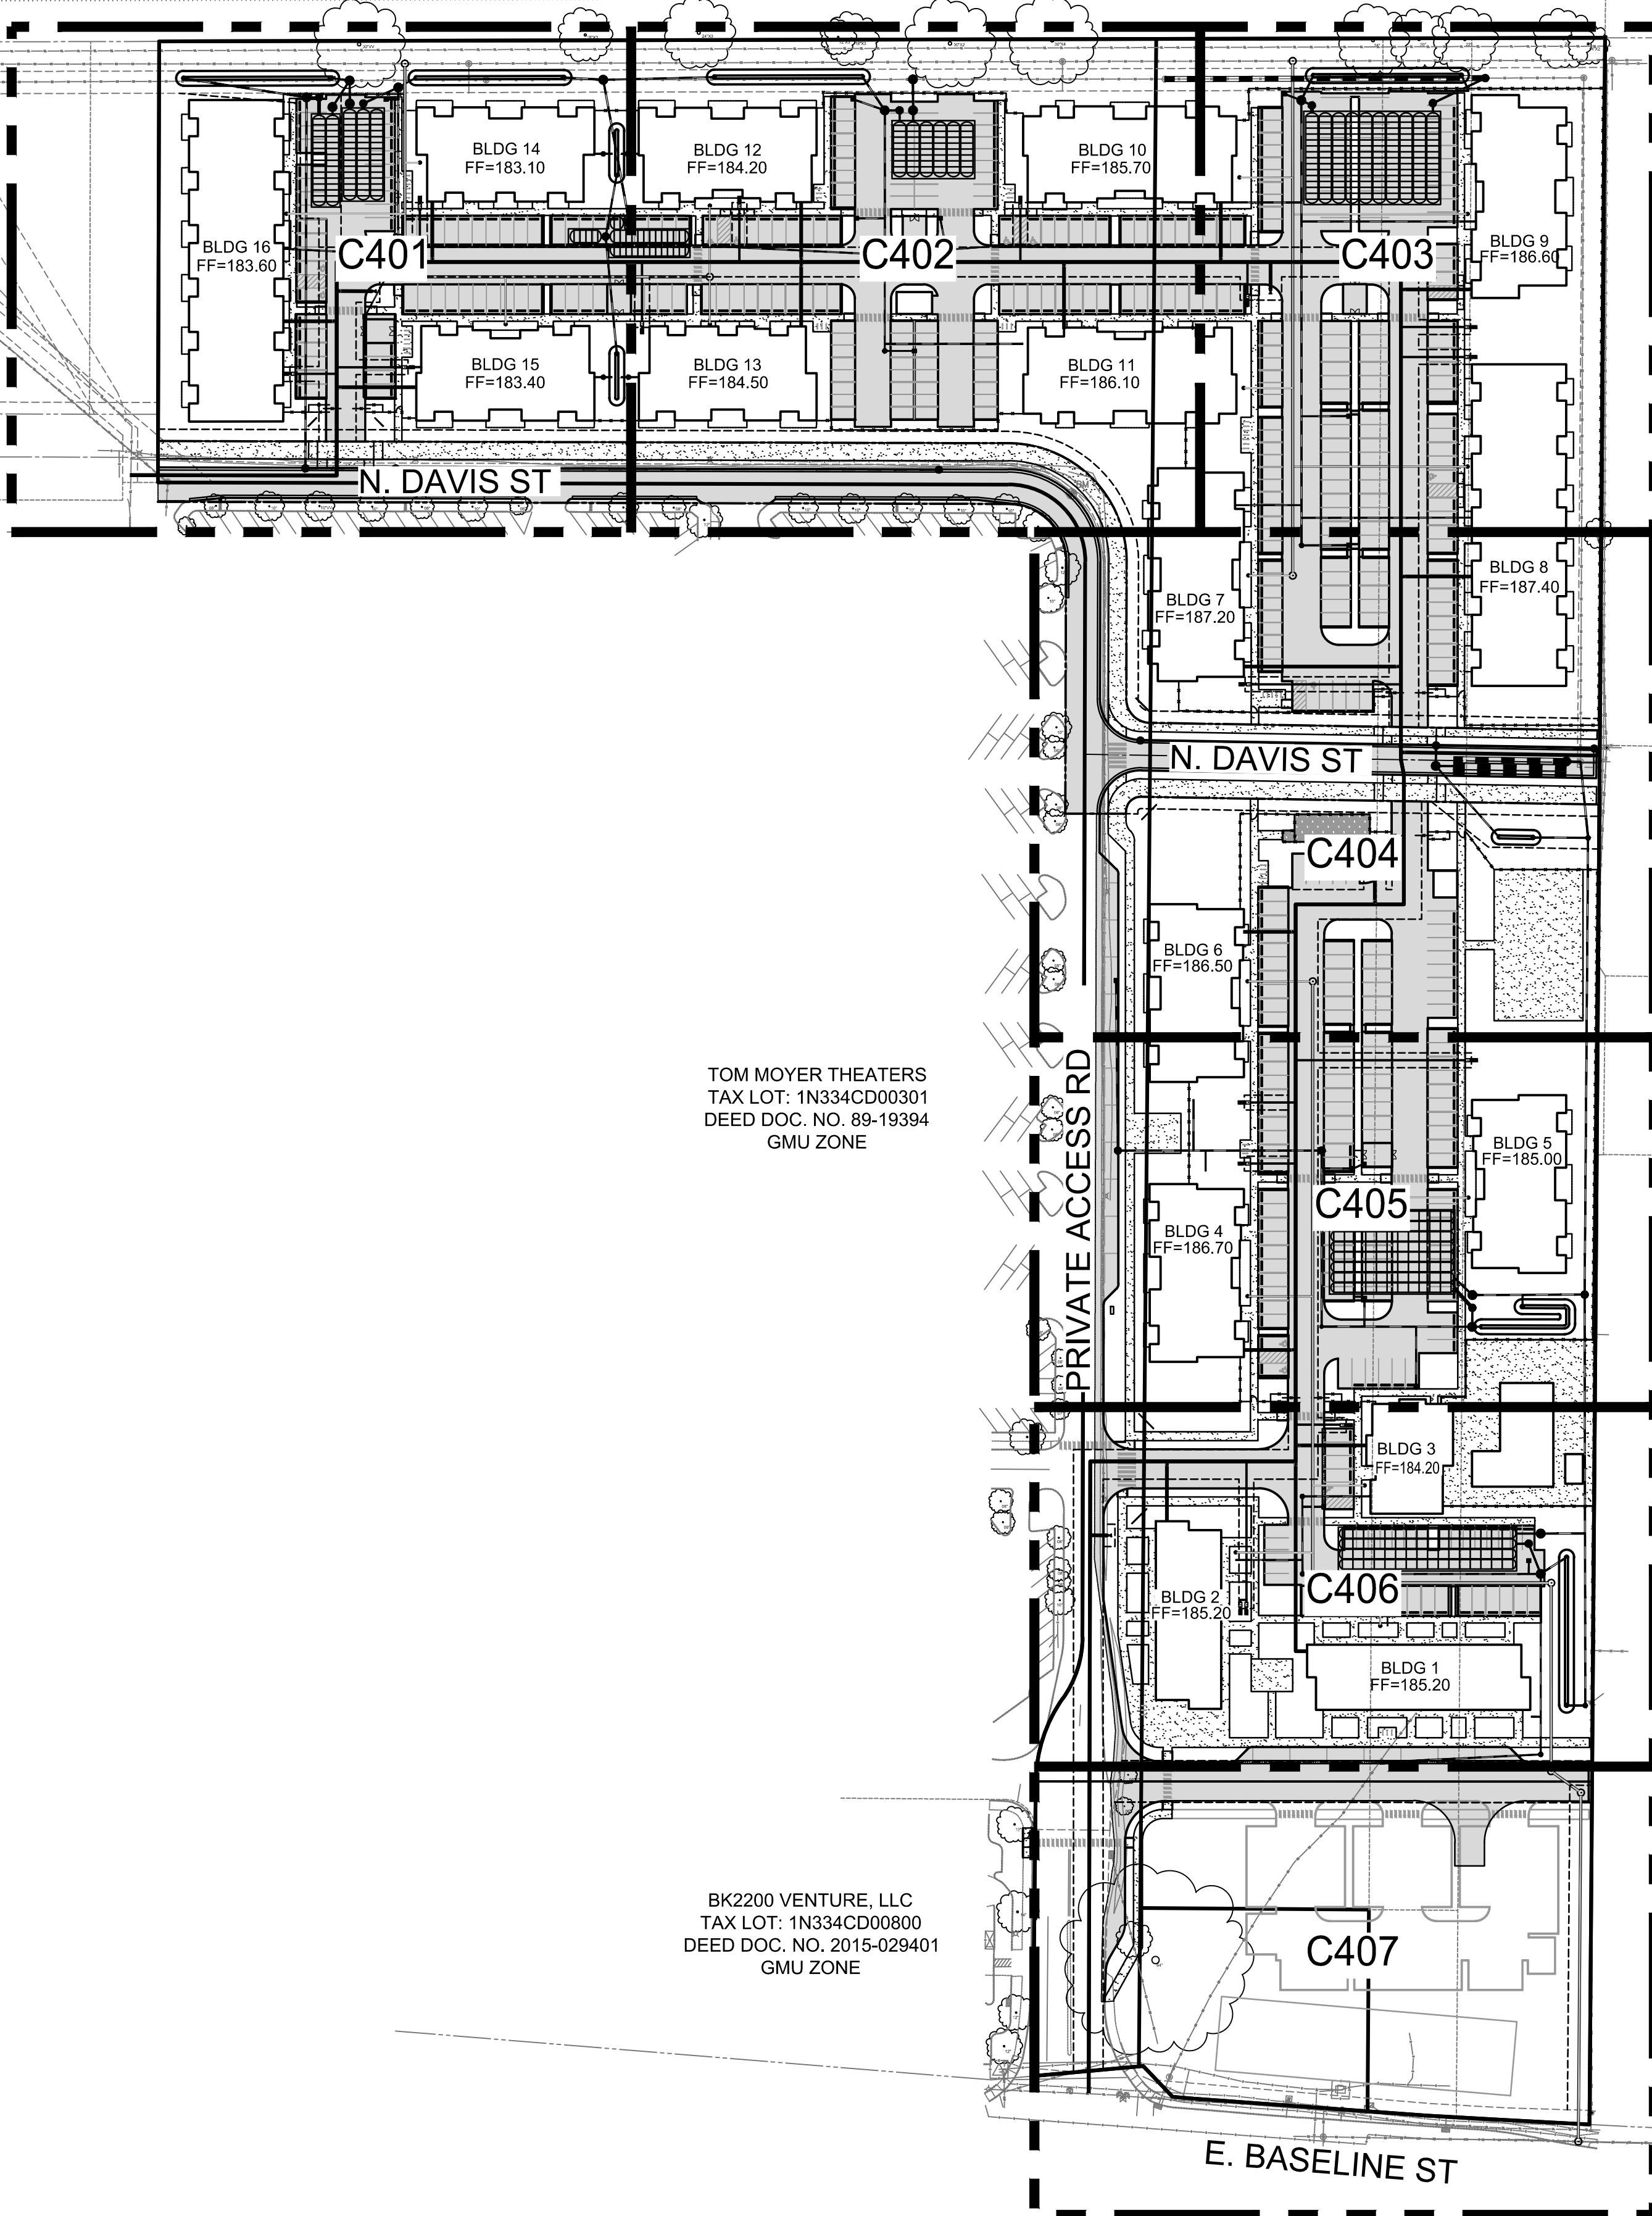 BLDG 14
FF=183.10
BLDG 12
FF=184.20
BLDG 10
FF=185.70
BLDG 16
FF=183.60
C401
C402
C403
BLDG 9
FF=186.60
BLDG 15
FF=183.40
BLDG 13
FF=184.50
BLDG 11
FF=186.10
N. DAVIS ST
BLDG 7
FF=187.20
BLDG 8
FF=187.40
N. DAVIS ST
C404
BLDG 6
FF=186.50
TOM MOYER THEATERS
TAX LOT: 1N334CD00301
DEED DOC. NO. 89-19394
GMU ZONE
PRIVATE ACCESS RD
BLDG 5
FF=185.00
C405
BLDG 4
FF=186.70
BLDG 3
FF=184.20
C406
BLDG 2
FF=185.20
BLDG 1
FF=185.20
BK2200 VENTURE, LLC
TAX LOT: 1N334CD00800
DEED DOC. NO. 2015-029401
GMU ZONE
C407
E. BASELINE ST